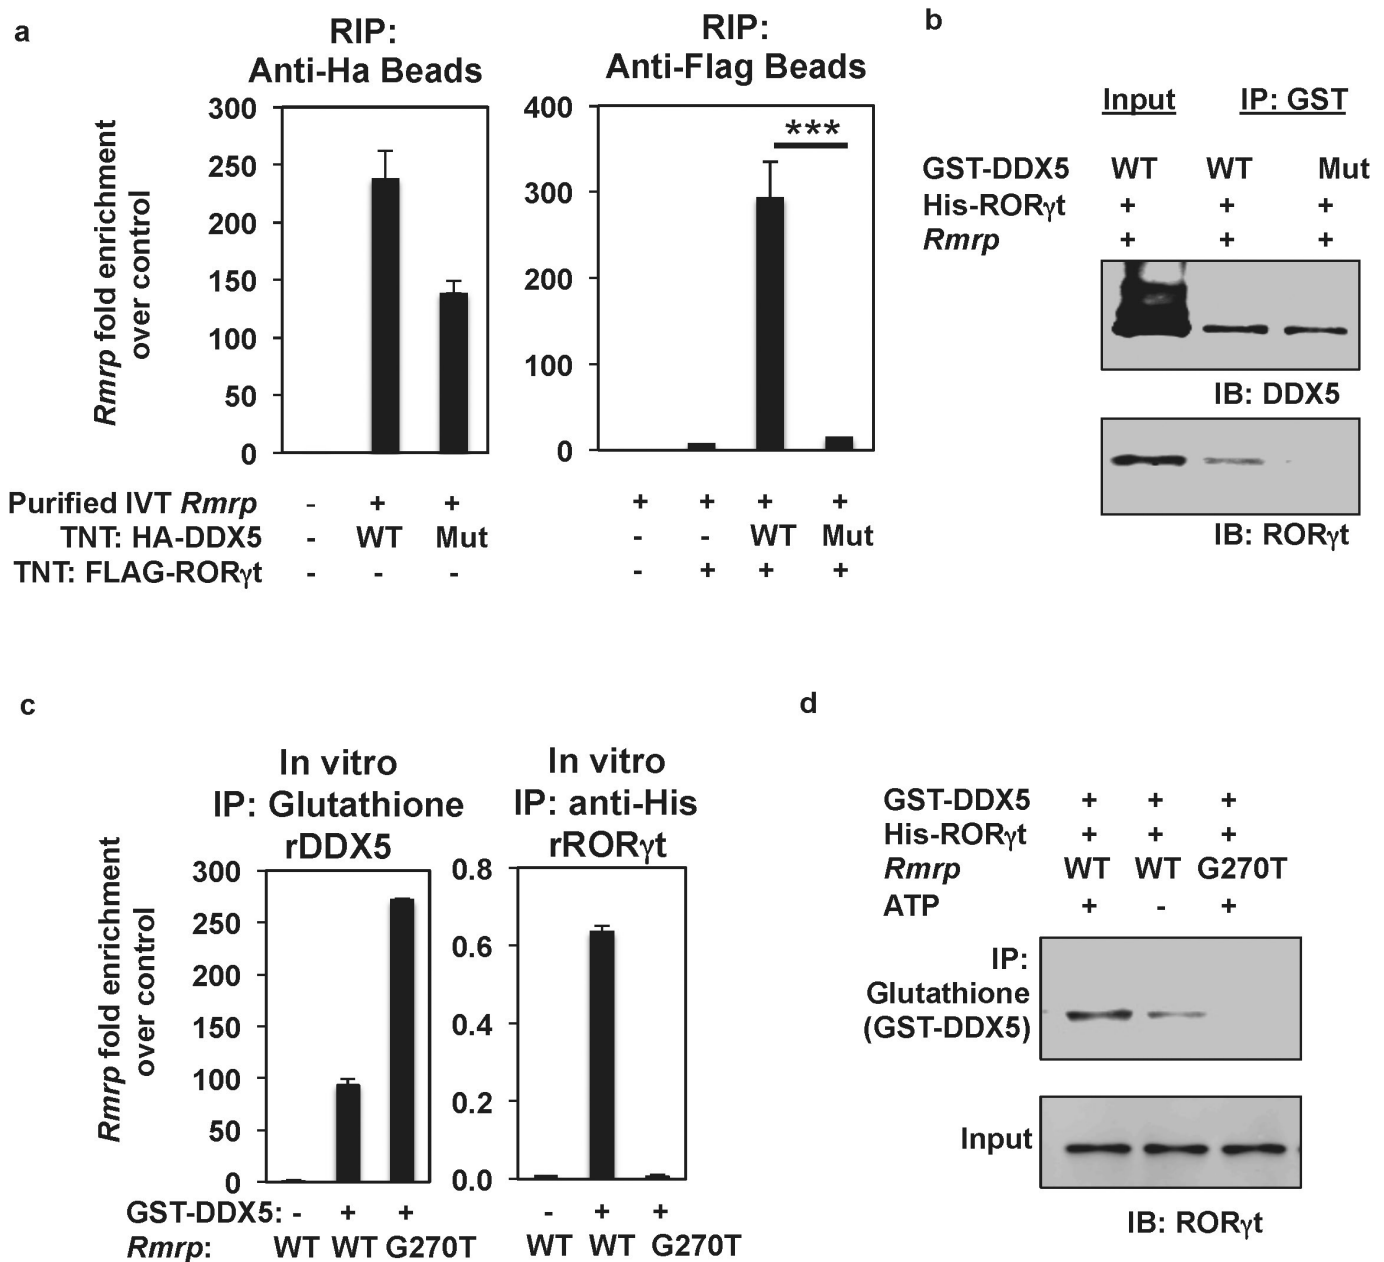 a
RIP:
Anti-Ha Beads
Rmrp fold enrichment
over control
300
250
200
150
100
50
0
RIP:
Anti-Flag Beads
400
300
200
100
0
***
Purified IVT Rmrp - + + + + + +
TNT: HA-DDX5 - WT Mut - - WT Mut
TNT: FLAG-RORγt - - - - + + +
b
Input IP: GST
GST-DDX5 WT WT Mut
His-RORγt + + +
Rmrp + + +
IB: DDX5
IB: RORγt
c
In vitro
IP: Glutathione
rDDX5
Rmrp fold enrichment
over control
300
250
200
150
100
50
0
In vitro
IP: anti-His
rRORγt
0.8
0.6
0.4
0.2
0.0
GST-DDX5: - + + - + +
Rmrp: WT WT G270T WT WT G270T
d
GST-DDX5 + + +
His-RORγt + + +
Rmrp WT WT G270T
ATP + - +
IP:
Glutathione
(GST-DDX5)
Input
IB: RORγt